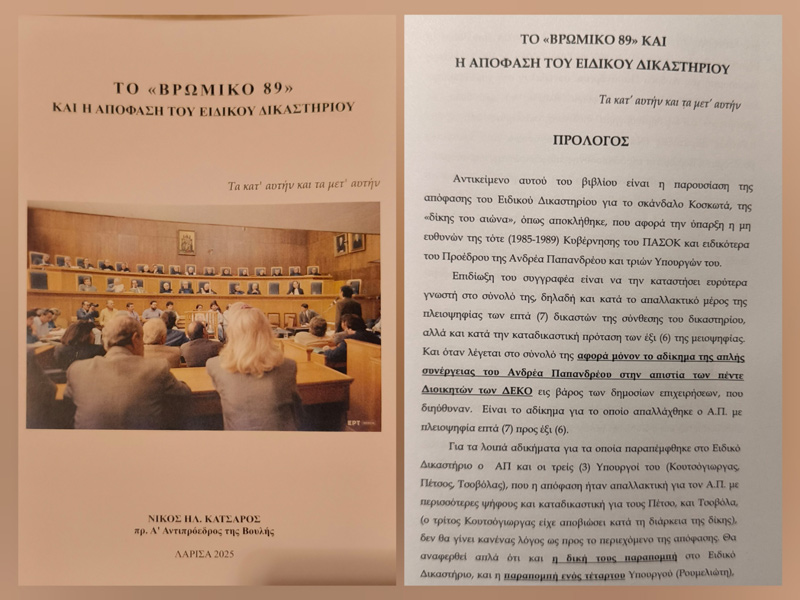 ΤΟ «ΒΡΩΜΙΚΟ 89»
ΚΑΙ Η ΑΠΟΦΑΣΗ ΤΟΥ ΕΙΔΙΚΟΥ ΔΙΚΑΣΤΗΡΙΟΥ
Τα κατ' αυτήν και τα μετ' αυτήν
ΕΡΤ
ΝΙΚΟΣ ΗΛ. ΚΑΤΣΑΡΟΣ
πρ. Α' Αντιπρόεδρος της Βουλής
ΛΑΡΙΣΑ 2025
ΤΟ «ΒΡΩΜΙΚΟ 89» ΚΑΙ
Η ΑΠΟΦΑΣΗ ΤΟΥ ΕΙΔΙΚΟΥ ΔΙΚΑΣΤΗΡΙΟΥ
Τα κατ' αυτήν και τα μετ' αυτήν
ΠΡΟΛΟΓΟΣ
Αντικείμενο αυτού του βιβλίου είναι η παρουσίαση της
απόφασης του Ειδικού Δικαστηρίου για το σκάνδαλο Κοσκωτά, της
«δίκης του αιώνα», όπως αποκλήθηκε, που αφορά την ύπαρξη η μη
ευθυνών της τότε (1985-1989) Κυβέρνησης του ΠΑΣΟΚ και ειδικότερα
του Προέδρου της Ανδρέα Παπανδρέου και τριών Υπουργών του.
Επιδίωξη του συγγραφέα είναι να την καταστήσει ευρύτερα
γνωστή στο σύνολό της, δηλαδή και κατά το απαλλακτικό μέρος της
πλειοψηφίας των επτά (7) δικαστών της σύνθεσης του δικαστηρίου,
αλλά και κατά την καταδικαστική πρόταση των έξι (6) της μειοψηφίας.
Και όταν λέγεται στο σύνολό της αφορά μόνον το αδίκημα της απλής
συνέργειας του Ανδρέα Παπανδρέου στην απιστία των πέντε
Διοικητών των ΔΕΚΟ εις βάρος των δημοσίων επιχειρήσεων, που
διηύθυναν. Είναι το αδίκημα για το οποίο απαλλάχθηκε ο Α.Π. με
πλειοψηφία επτά (7) προς έξι (6).
Για τα λοιπά αδικήματα για τα οποία παραπέμφθηκε στο Ειδικό
Δικαστήριο ο ΑΠ και οι τρείς (3) Υπουργοί του (Κουτσόγιωργας,
Πέτσος, Τσοβόλας), που η απόφαση ήταν απαλλακτική για τον Α.Π. με
περισσότερες ψήφους και καταδικαστική για τους Πέτσο, και Τσοβόλα,
(ο τρίτος Κουτσόγιωργας είχε αποβιώσει κατά τη διάρκεια της δίκης),
δεν θα γίνει κανένας λόγος ως προς το περιεχόμενο της απόφασης. Θα
αναφερθεί απλά ότι και η δική τους παραπομπή στο Ειδικό
Δικαστήριο, και η παραπομπή ενός τέταρτου Υπουργού (Ρουμελιώτη),